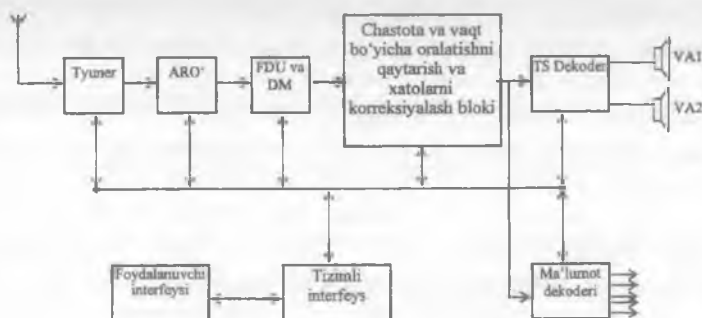 Tyuner
ARO‘
FDU va
DM
Chastota va vaqt
bo‘yicha oralatishni
qaytarish va
xatolarni
korreksiyalash bloki
TS Dekoder
VA1
VA2
Foydalanuvchi
interfeysi
Tizimli
interfeys
Ma’lumot
dekoderi